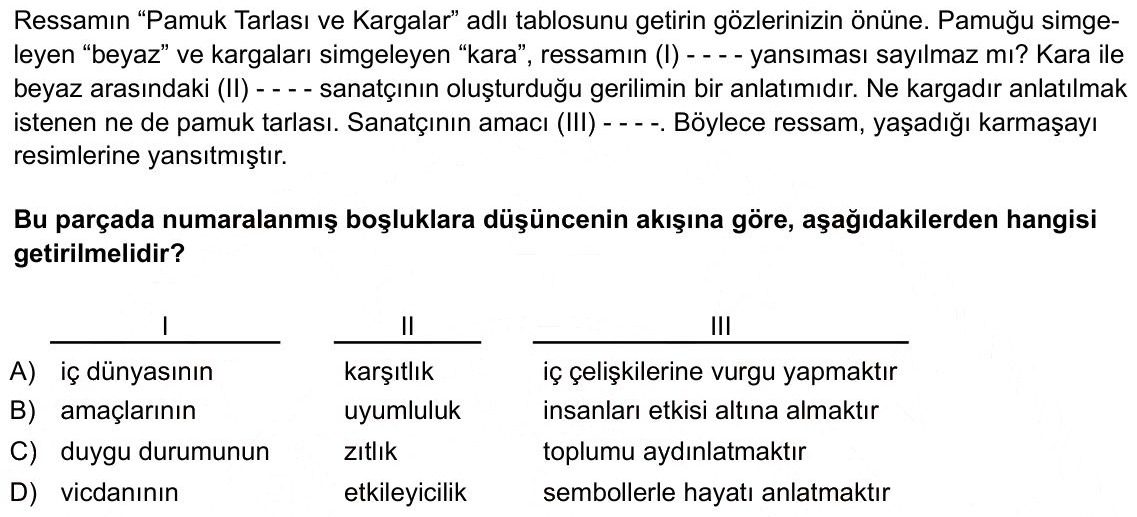 Ressamın “Pamuk Tarlası ve Kargalar” adlı tablosunu getirin gözlerinizin önüne. Pamuğu simge-
leyen “beyaz” ve kargaları simgeleyen “kara”, ressamın (I) - - - - yansıması sayılmaz mı? Kara ile
beyaz arasındaki (II) - - - - sanatçının oluşturduğu gerilimin bir anlatımıdır. Ne kargadır anlatılmak
istenen ne de pamuk tarlası. Sanatçının amacı (III) - - - -. Böylece ressam, yaşadığı karmaşayı
resimlerine yansıtmıştır.
Bu parçada numaralanmış boşluklara düşüncenin akışına göre, aşağıdakilerden hangisi
getirilmelidir?
I II III
A) iç dünyasının karşıtlık iç çelişkilerine vurgu yapmaktır
B) amaçlarının uyumluluk insanları etkisi altına almaktır
C) duygu durumunun zıtlık toplumu aydınlatmaktır
D) vicdanının etkileyicilik sembollerle hayatı anlatmaktır